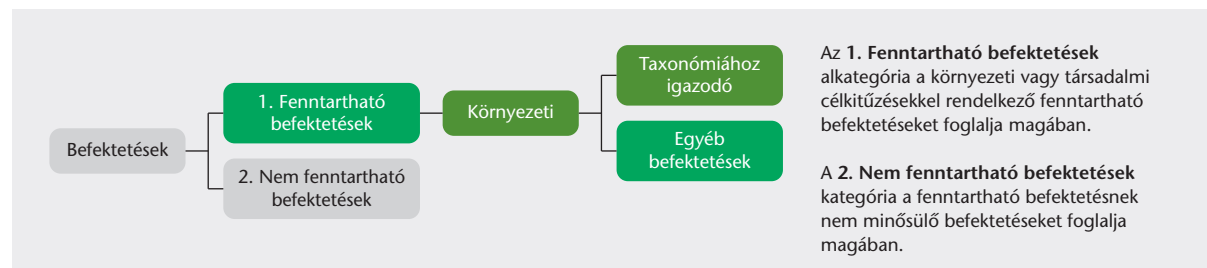 Befektetések
1. Fenntartható
befektetések
2. Nem fenntartható
befektetések
Környezeti
Taxonómiához
igazodó
Egyéb
befektetések
Az 1. Fenntartható befektetések
alkategória a környezeti vagy társadalmi
célkitűzésekkel rendelkező fenntartható
befektetéseket foglalja magában.
A 2. Nem fenntartható befektetések
kategória a fenntartható befektetésnek
nem minősülő befektetéseket foglalja
magában.